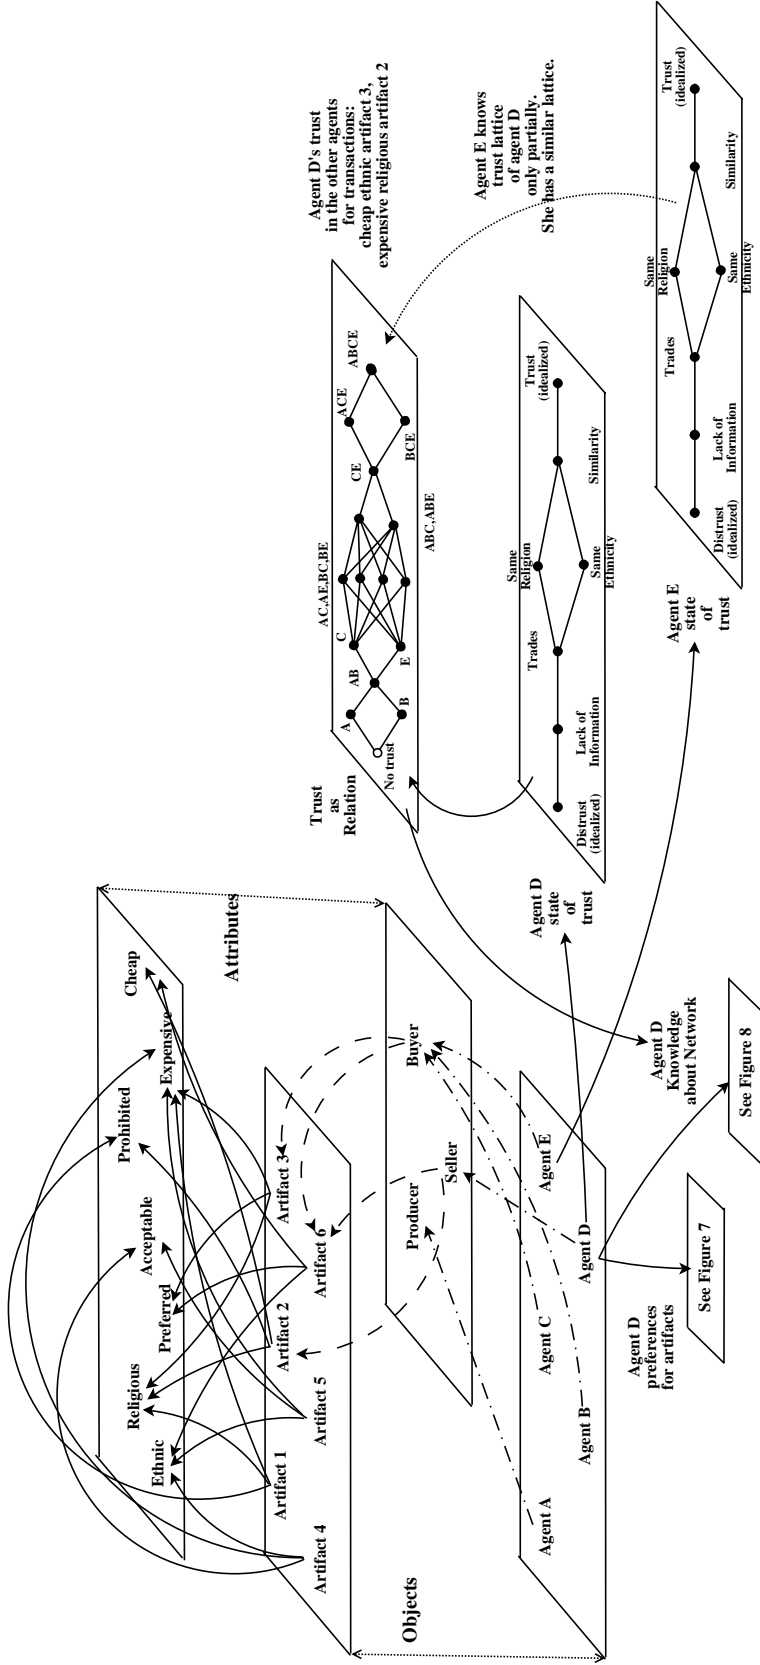 Agent D's trust
in the other agents
for transactions:
cheap ethnic artifact 3,
expensive religious artifact 2
Agent E knows
trust lattice
of agent D
only partially.
She has a similar lattice.
Trust
as
Relation
No trust
A
B
AB
C
E
AC,AE,BC,BE
ABC,ABE
CE
ACE
BCE
ABCE
Agent D
state
of
trust
Distrust
(idealized)
Lack of
Information
Trades
Same
Religion
Same
Ethnicity
Similarity
Trust
(idealized)
Agent E
state
of
trust
Distrust
(idealized)
Lack of
Information
Trades
Same
Religion
Same
Ethnicity
Similarity
Trust
(idealized)
Attributes
Ethnic
Religious
Preferred
Acceptable
Prohibited
Expensive
Cheap
Artifact 4
Artifact 1
Artifact 5
Artifact 2
Artifact 6
Artifact 3
Producer
Seller
Buyer
Objects
Agent A
Agent B
Agent C
Agent D
Agent E
Agent D
preferences
for artifacts
See Figure 7
Agent D
Knowledge
about Network
See Figure 8